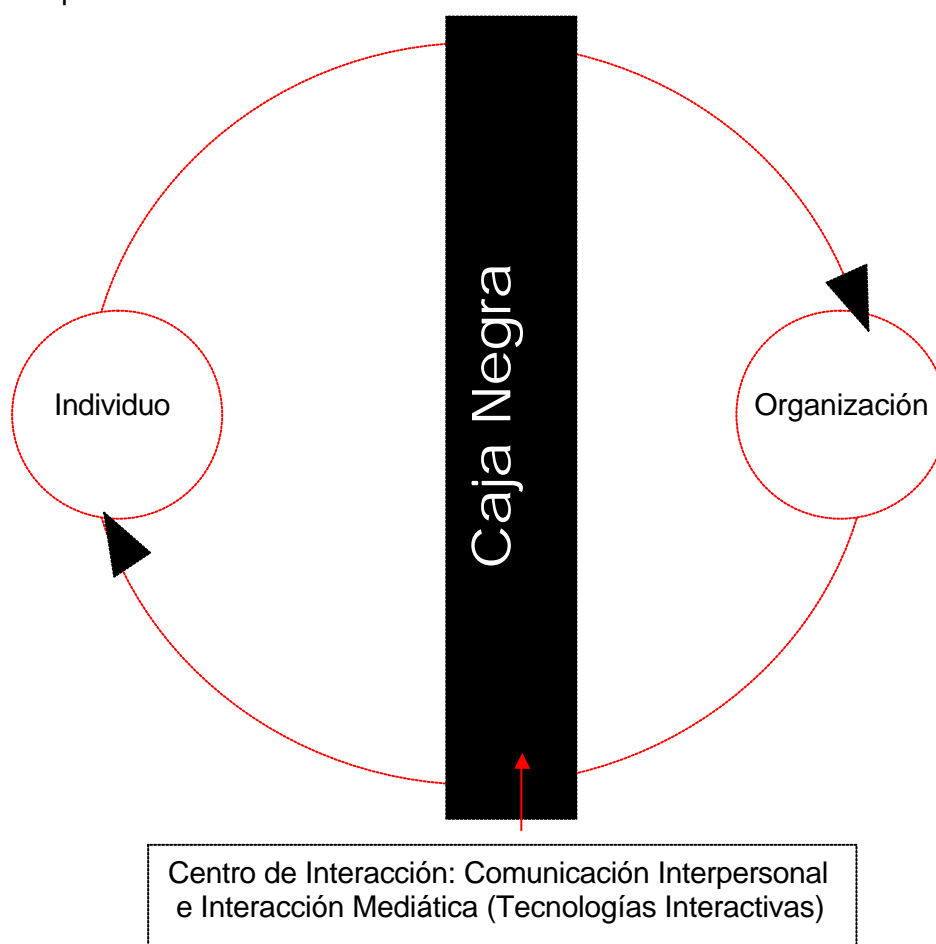 Caja Negra
Individuo
Organización
Centro de Interacción: Comunicación Interpersonal
e Interacción Mediática (Tecnologías Interactivas)